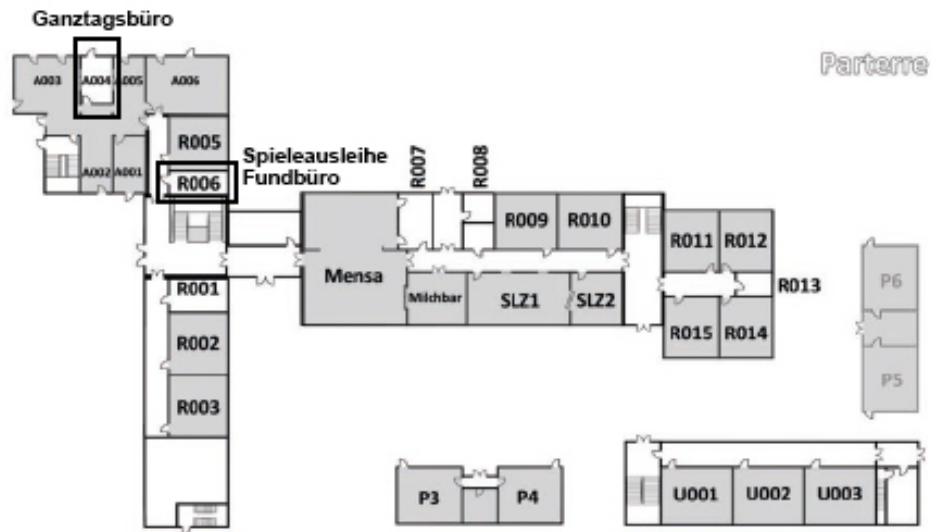 Ganztagsbüro
Parterre
A003
A004
A005
A006
R005
A002
A001
R006
Spieleausleihe
Fundbüro
R007
R008
R009
R010
R011
R012
Mensa
Milchbar
SLZ1
SLZ2
R013
R001
R015
R014
R002
R003
P6
P5
P3
P4
U001
U002
U003